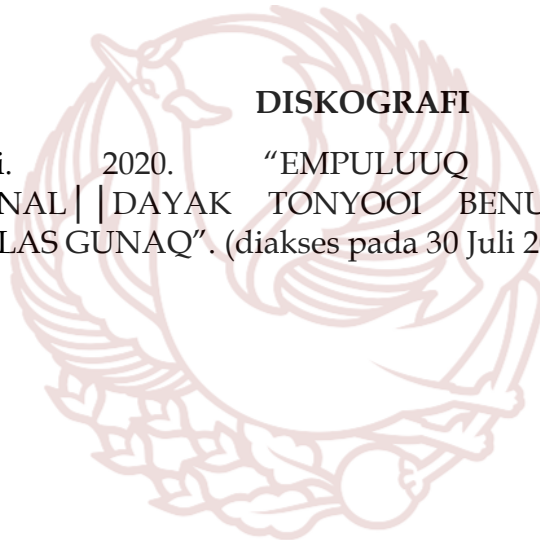 DISKOGRAFI
i. 2020. “EMPULUUQ
NAL││DAYAK TONYOOI BENU
LAS GUNAQ”. (diakses pada 30 Juli 2